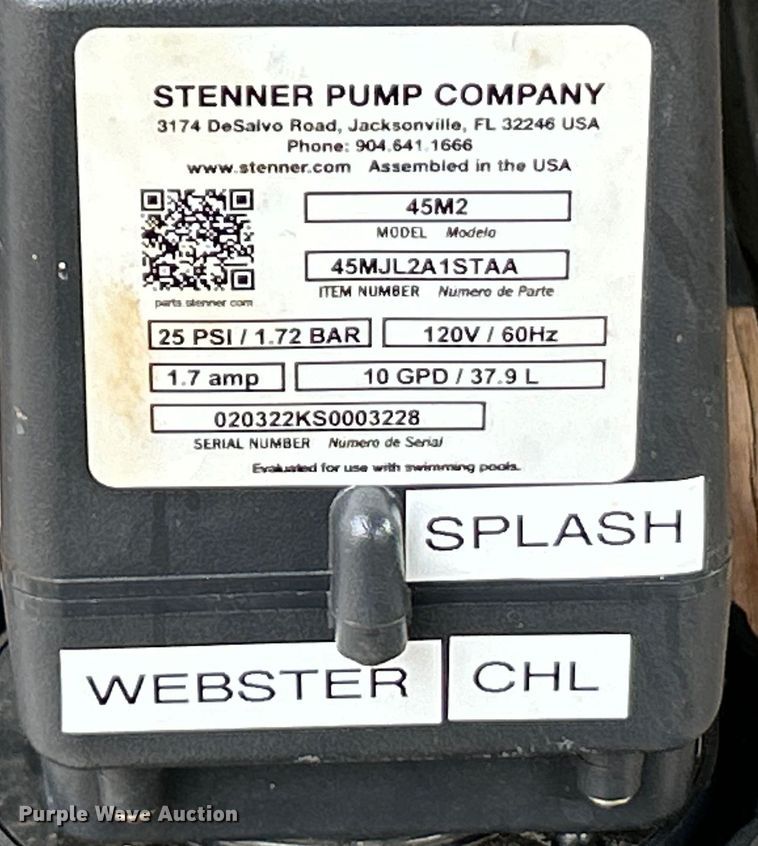 STENNER PUMP COMPANY
3174 DeSalvo Road, Jacksonville, FL 32246 USA
Phone: 904.641.1666
www.stenner.com Assembled in the USA
45M2
MODEL Modelo
45MJL2A1STAA
ITEM NUMBER Número de Parte
parts.stenner.com
25 PSI / 1.72 BAR 120V / 60Hz
1.7 amp 10 GPD / 37.9 L
020322KS0003228
SERIAL NUMBER Número de Serial
Evaluated for use with swimming pools.
SPLASH
WEBSTER CHL
Purple Wave Auction